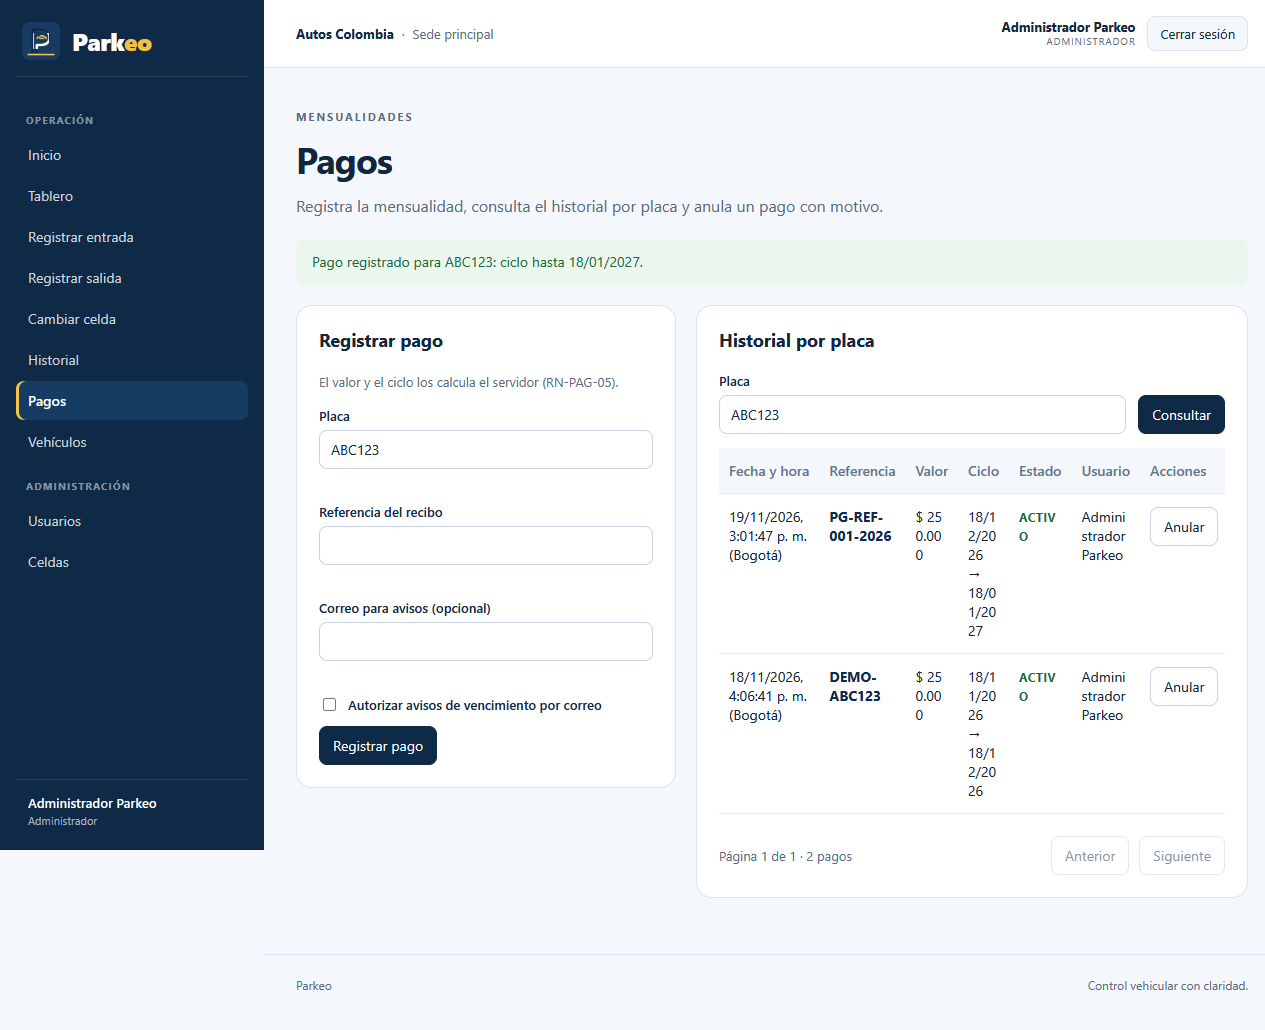 Parkeo
OPERACIÓN
Inicio
Tablero
Registrar entrada
Registrar salida
Cambiar celda
Historial
Pagos
Vehículos
ADMINISTRACIÓN
Usuarios
Celdas
Administrador Parkeo
Administrador
Autos Colombia · Sede principal
Administrador Parkeo
ADMINISTRADOR
Cerrar sesión
MENSUALIDADES
Pagos
Registra la mensualidad, consulta el historial por placa y anula un pago con motivo.
Pago registrado para ABC123: ciclo hasta 18/01/2027.
Registrar pago
El valor y el ciclo los calcula el servidor (RN-PAG-05).
Placa
ABC123
Referencia del recibo
Correo para avisos (opcional)
Autorizar avisos de vencimiento por correo
Registrar pago
Historial por placa
Placa
ABC123
Consultar
Fecha y hora Referencia Valor Ciclo Estado Usuario Acciones
19/11/2026, PG-REF- $ 25 18/1 ACTIV Admini Anular
3:01:47 p. m. 001-2026 0.00 2/20 O strador
(Bogotá) 0 26 Parkeo
→
18/0
1/20
27
18/11/2026, DEMO- $ 25 18/1 ACTIV Admini Anular
4:06:41 p. m. ABC123 0.00 1/20 O strador
(Bogotá) 0 26 Parkeo
→
18/1
2/20
26
Página 1 de 1 · 2 pagos
Anterior
Siguiente
Parkeo
Control vehicular con claridad.